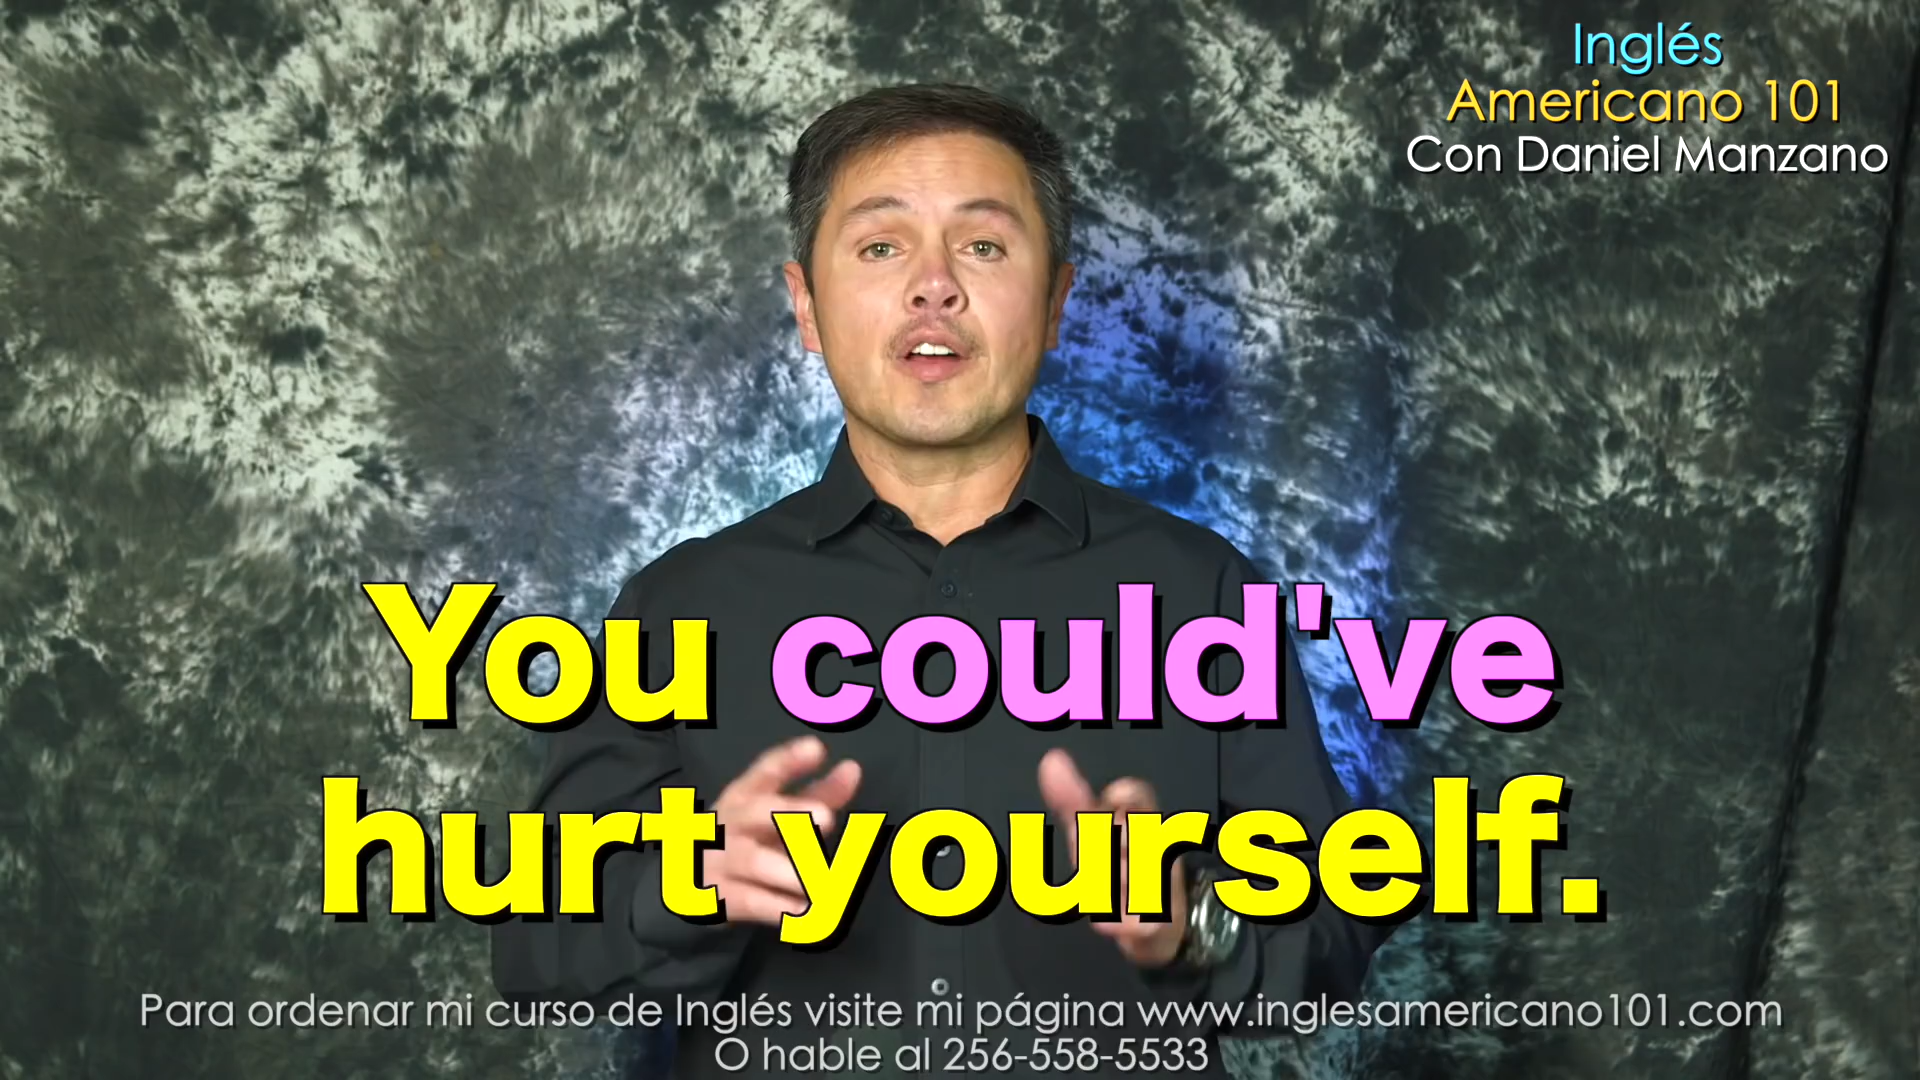 Inglés
Americano 101
Con Daniel Manzano
You could've
hurt yourself.
Para ordenar mi curso de Inglés visite mi página www.inglesamericano101.com
O hable al 256-558-5533